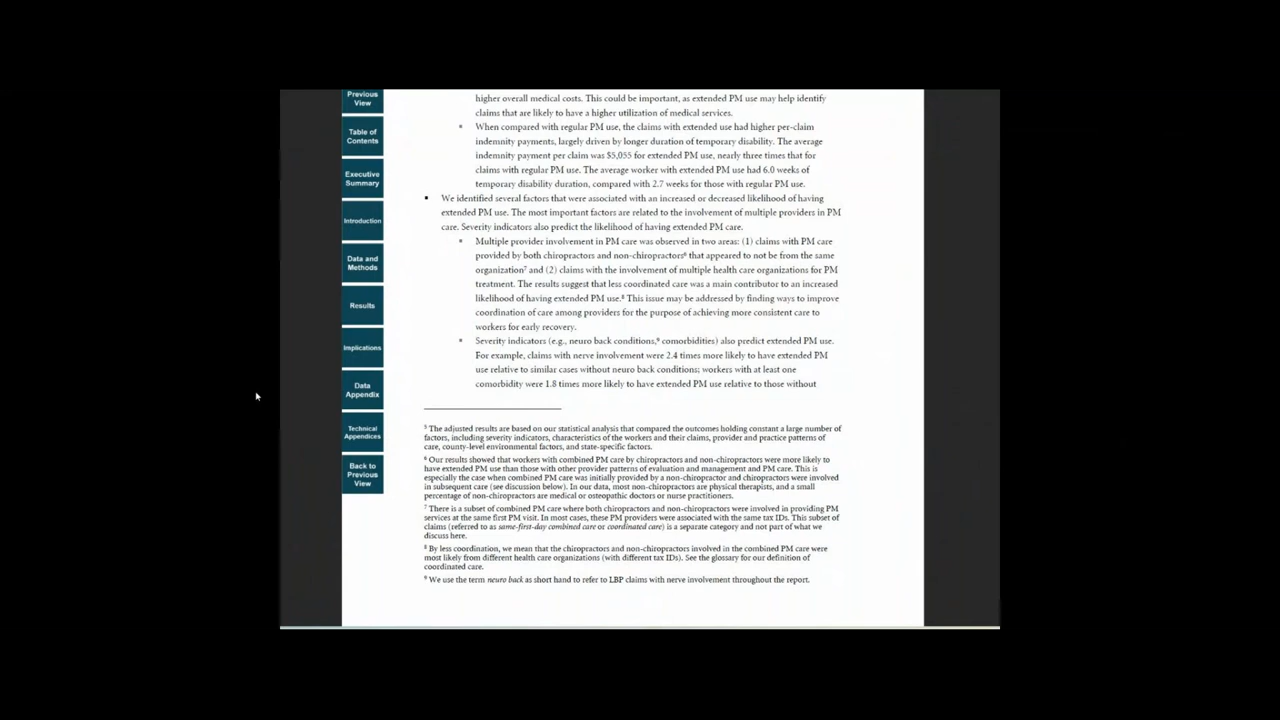 Previous
View
Table of
Contents
Executive
Summary
Introduction
Data and
Methods
Results
Implications
Data
Appendix
Technical
Appendices
Back to
Previous
View
higher overall medical costs. This could be important, as extended PM use may help identify
claims that are likely to have a higher utilization of medical services.
▪ When compared with regular PM use, the claims with extended use had higher per-claim
indemnity payments, largely driven by longer duration of temporary disability. The average
indemnity payment per claim was $5,055 for extended PM use, nearly three times that for
claims with regular PM use. The average worker with extended PM use had 6.0 weeks of
temporary disability duration, compared with 2.7 weeks for those with regular PM use.
▪ We identified several factors that were associated with an increased or decreased likelihood of having
extended PM use. The most important factors are related to the involvement of multiple providers in PM
care. Severity indicators also predict the likelihood of having extended PM care.
▪ Multiple provider involvement in PM care was observed in two areas: (1) claims with PM care
provided by both chiropractors and non-chiropractors⁶ that appeared to not be from the same
organization⁷ and (2) claims with the involvement of multiple health care organizations for PM
treatment. The results suggest that less coordinated care was a main contributor to an increased
likelihood of having extended PM use.⁸ This issue may be addressed by finding ways to improve
coordination of care among providers for the purpose of achieving more consistent care to
workers for early recovery.
▪ Severity indicators (e.g., neuro back conditions,⁹ comorbidities) also predict extended PM use.
For example, claims with nerve involvement were 2.4 times more likely to have extended PM
use relative to similar cases without neuro back conditions; workers with at least one
comorbidity were 1.8 times more likely to have extended PM use relative to those without
⁵ The adjusted results are based on our statistical analysis that compared the outcomes holding constant a large number of
factors, including severity indicators, characteristics of the workers and their claims, provider and practice patterns of
care, county-level environmental factors, and state-specific factors.
⁶ Our results showed that workers with combined PM care by chiropractors and non-chiropractors were more likely to
have extended PM use than those with other provider patterns of evaluation and management and PM care. This is
especially the case when combined PM care was initially provided by a non-chiropractor and chiropractors were involved
in subsequent care (see discussion below). In our data, most non-chiropractors are physical therapists, and a small
percentage of non-chiropractors are medical or osteopathic doctors or nurse practitioners.
⁷ There is a subset of combined PM care where both chiropractors and non-chiropractors were involved in providing PM
services at the same first PM visit. In most cases, these PM providers were associated with the same tax IDs. This subset of
claims (referred to as same-first-day combined care or coordinated care) is a separate category and not part of what we
discuss here.
⁸ By less coordination, we mean that the chiropractors and non-chiropractors involved in the combined PM care were
most likely from different health care organizations (with different tax IDs). See the glossary for our definition of
coordinated care.
⁹ We use the term neuro back as short hand to refer to LBP claims with nerve involvement throughout the report.